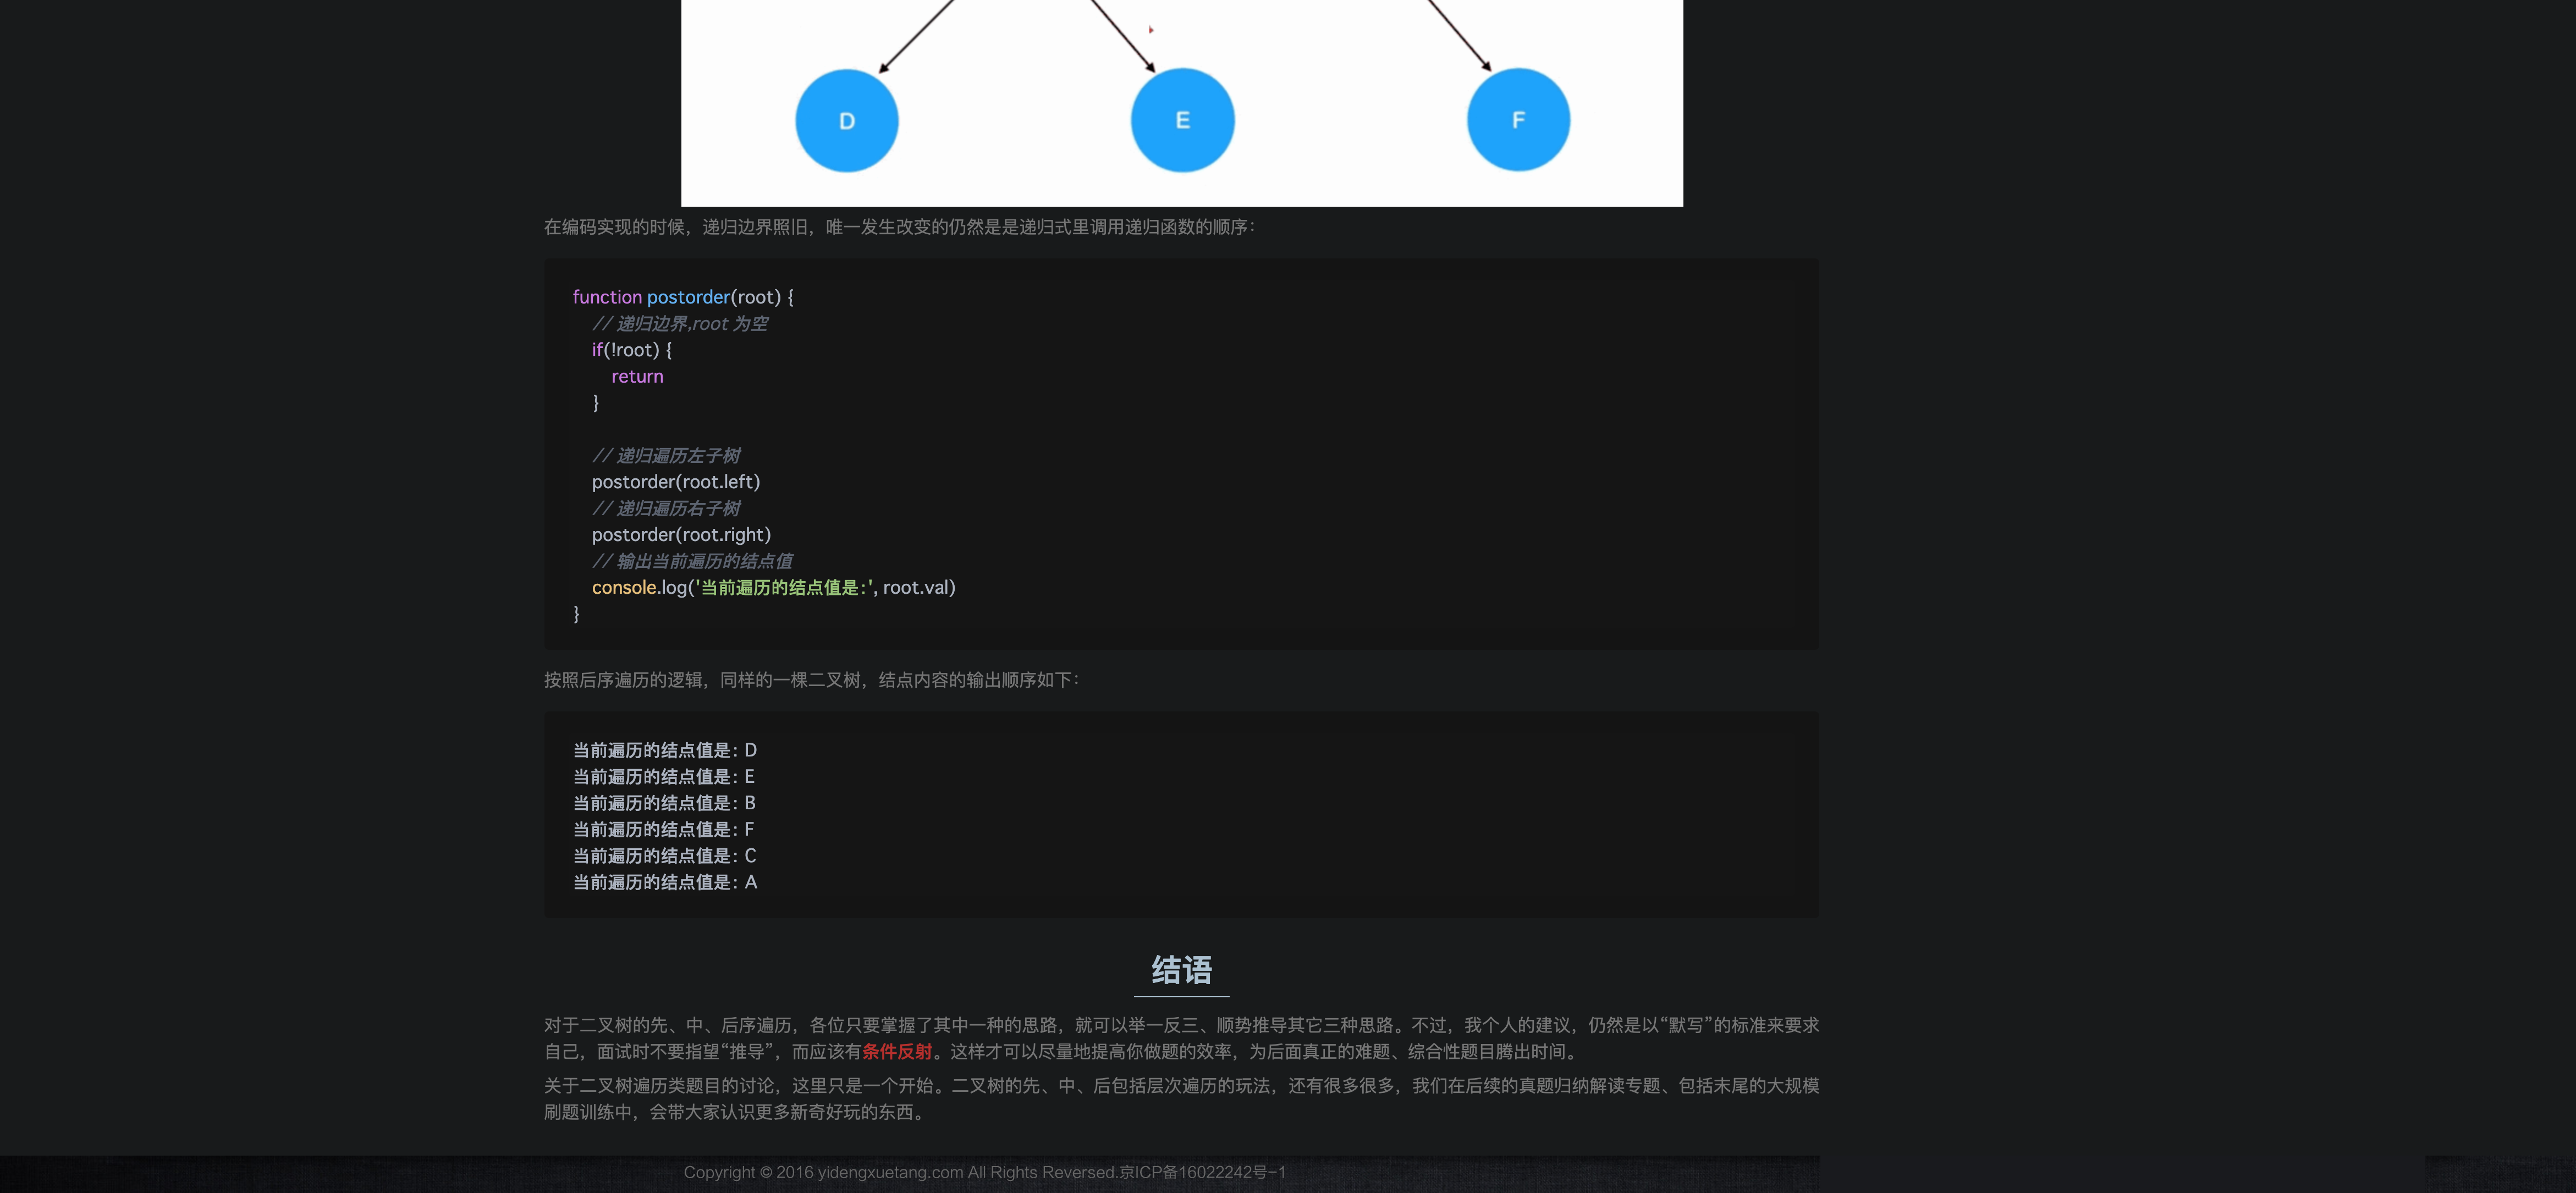 D
E
F
在编码实现的时候，递归边界照旧，唯一发生改变的仍然是是递归式里调用递归函数的顺序：
function postorder(root) {
// 递归边界,root 为空
if(!root) {
return
}
// 递归遍历左子树
postorder(root.left)
// 递归遍历右子树
postorder(root.right)
// 输出当前遍历的结点值
console.log('当前遍历的结点值是:', root.val)
}
按照后序遍历的逻辑，同样的一棵二叉树，结点内容的输出顺序如下：
当前遍历的结点值是：D
当前遍历的结点值是：E
当前遍历的结点值是：B
当前遍历的结点值是：F
当前遍历的结点值是：C
当前遍历的结点值是：A
结语
对于二叉树的先、中、后序遍历，各位只要掌握了其中一种的思路，就可以举一反三、顺势推导其它三种思路。不过，我个人的建议，仍然是以“默写”的标准来要求
自己，面试时不要指望“推导”，而应该有条件反射。这样才可以尽量地提高你做题的效率，为后面真正的难题、综合性题目腾出时间。
关于二叉树遍历类题目的讨论，这里只是一个开始。二叉树的先、中、后包括层次遍历的玩法，还有很多很多，我们在后续的真题归纳解读专题、包括末尾的大规模
刷题训练中，会带大家认识更多新奇好玩的东西。
Copyright © 2016 yidengxuetang.com All Rights Reversed.京ICP备16022242号-1